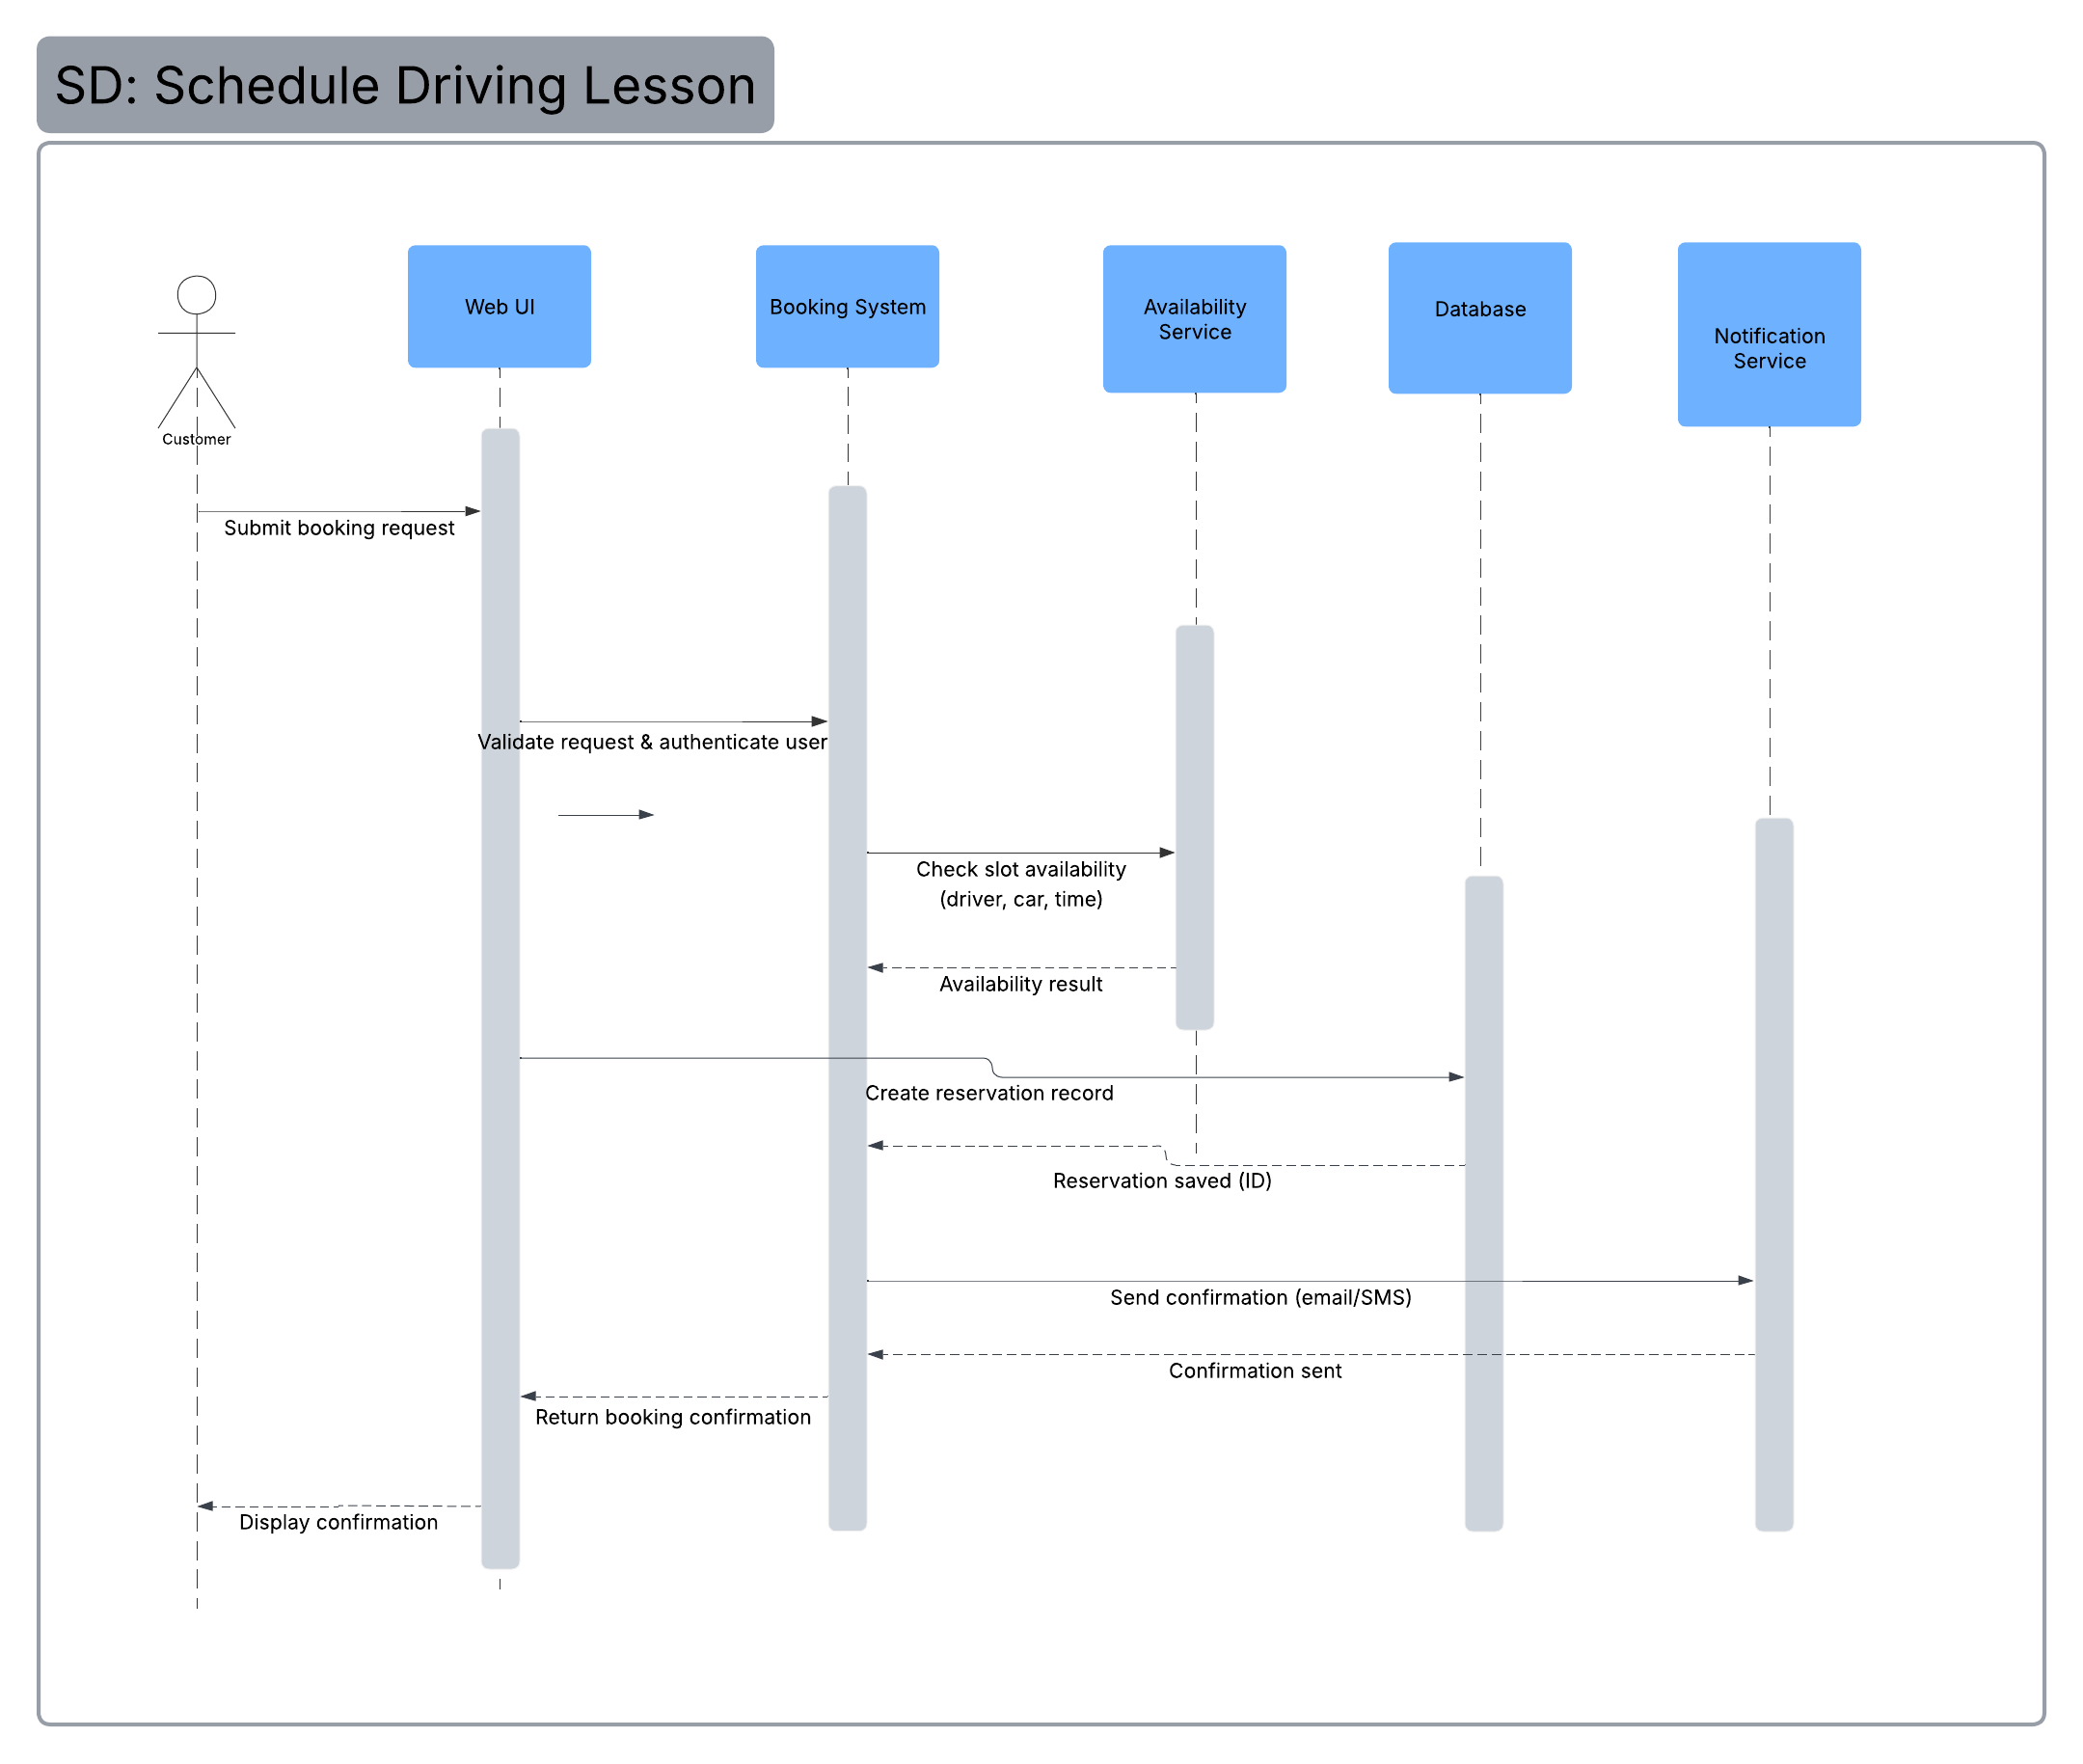 SD: Schedule Driving Lesson
Web UI
Booking System
Availability
Service
Database
Notification
Service
Customer
Submit booking request
Validate request & authenticate user
Check slot availability
(driver, car, time)
Availability result
Create reservation record
Reservation saved (ID)
Send confirmation (email/SMS)
Confirmation sent
Return booking confirmation
Display confirmation